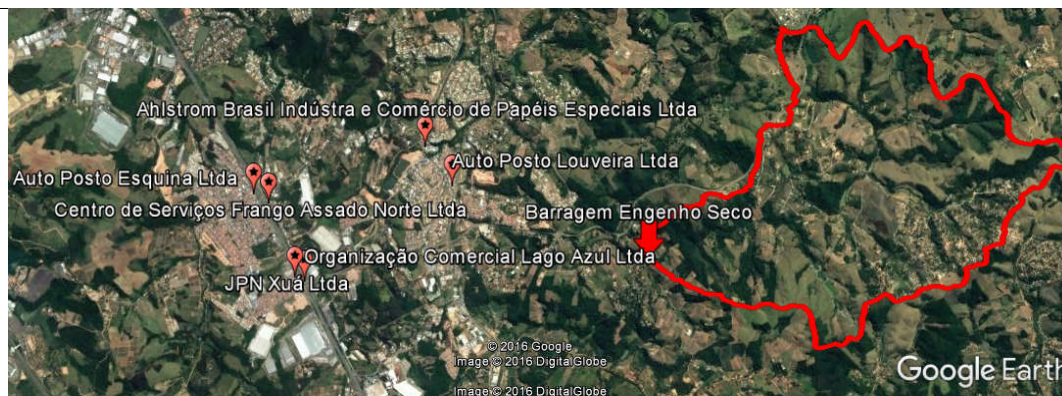 Ahlstrom Brasil Indústra e Comércio de Papéis Especiais Ltda
Auto Posto Louveira Ltda
Auto Posto Esquina Ltda
Centro de Serviços Frango Assado Norte Ltda
Barragem Engenho Seco
Organização Comercial Lago Azul Ltda
JPN Xuá Ltda
© 2016 Google
Image © 2016 DigitalGlobe
Image © 2016 DigitalGlobe
Google Earth